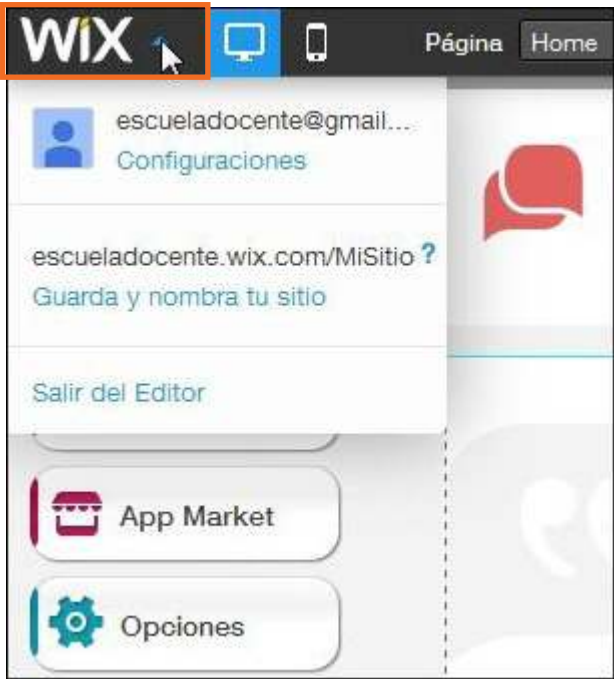 WiX
Página Home
escueladocente@gmail...
Configuraciones
escueladocente.wix.com/MiSitio ?
Guarda y nombra tu sitio
Salir del Editor
App Market
Opciones